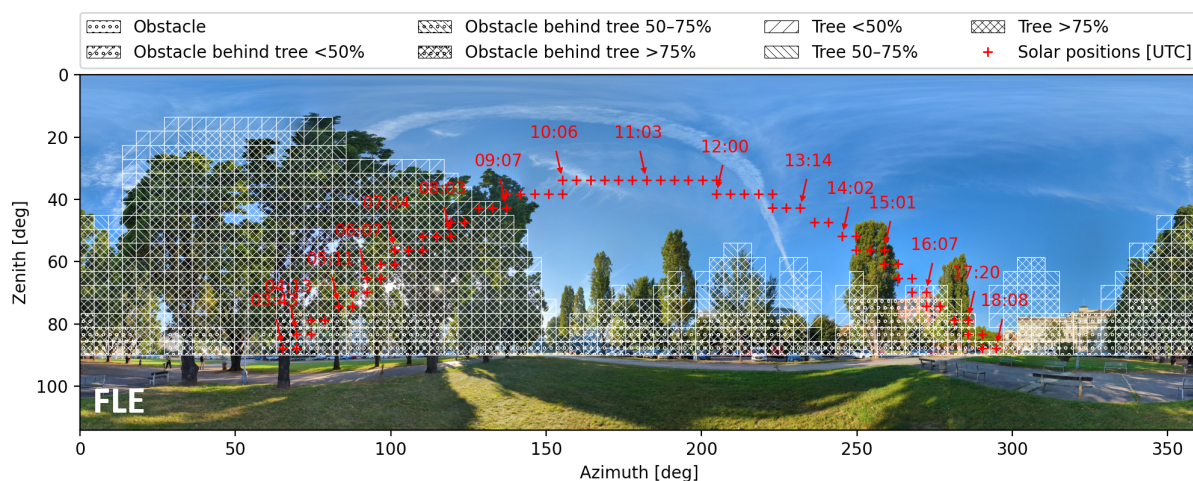 Obstacle
Obstacle behind tree <50%
Obstacle behind tree 50–75%
Obstacle behind tree >75%
Tree <50%
Tree 50–75%
Tree >75%
Solar positions [UTC]
Zenith [deg]
0
20
40
60
80
100
10:06
11:03
12:00
09:07
13:14
08:05
14:02
07:04
15:01
06:07
16:07
05:11
17:20
04:13
03:43
18:08
FLE
0
50
100
150
200
250
300
350
Azimuth [deg]